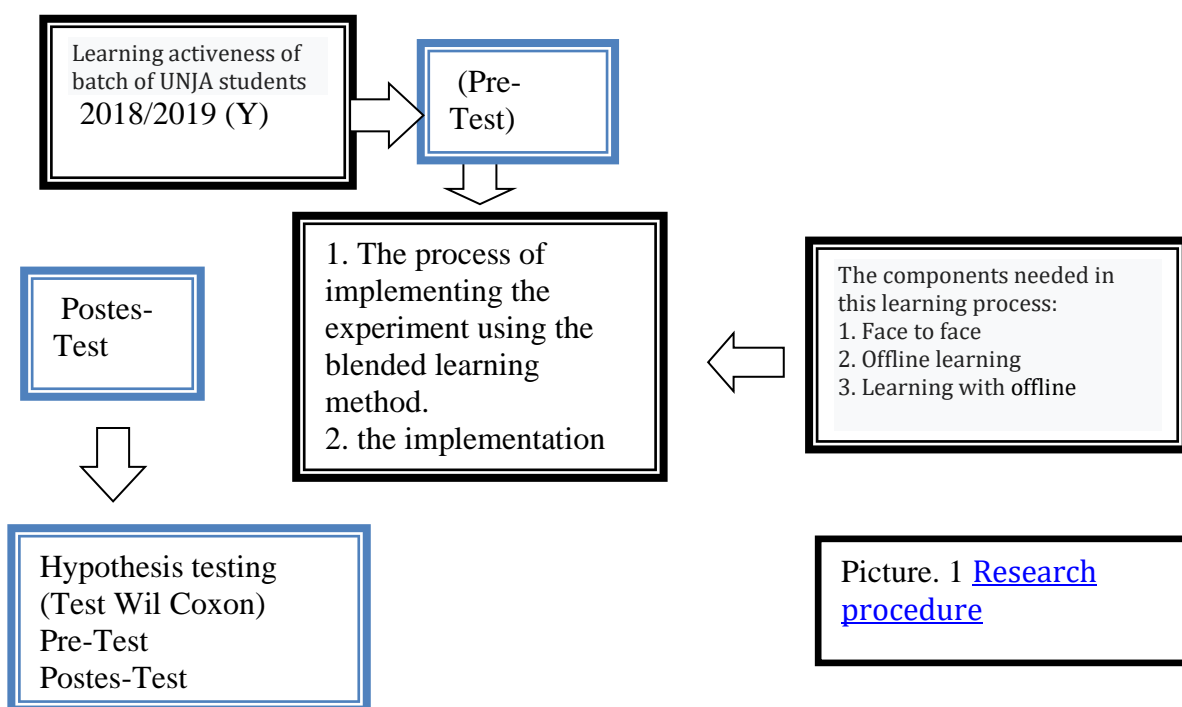 Learning activeness of
batch of UNJA students
2018/2019 (Y)
(Pre-
Test)
1. The process of
implementing the
experiment using the
blended learning
method.
2. the implementation
The components needed in
this learning process:
1. Face to face
2. Offline learning
3. Learning with offline
Postes-
Test
Hypothesis testing
(Test Wil Coxon)
Pre-Test
Postes-Test
Picture. 1 Research
procedure